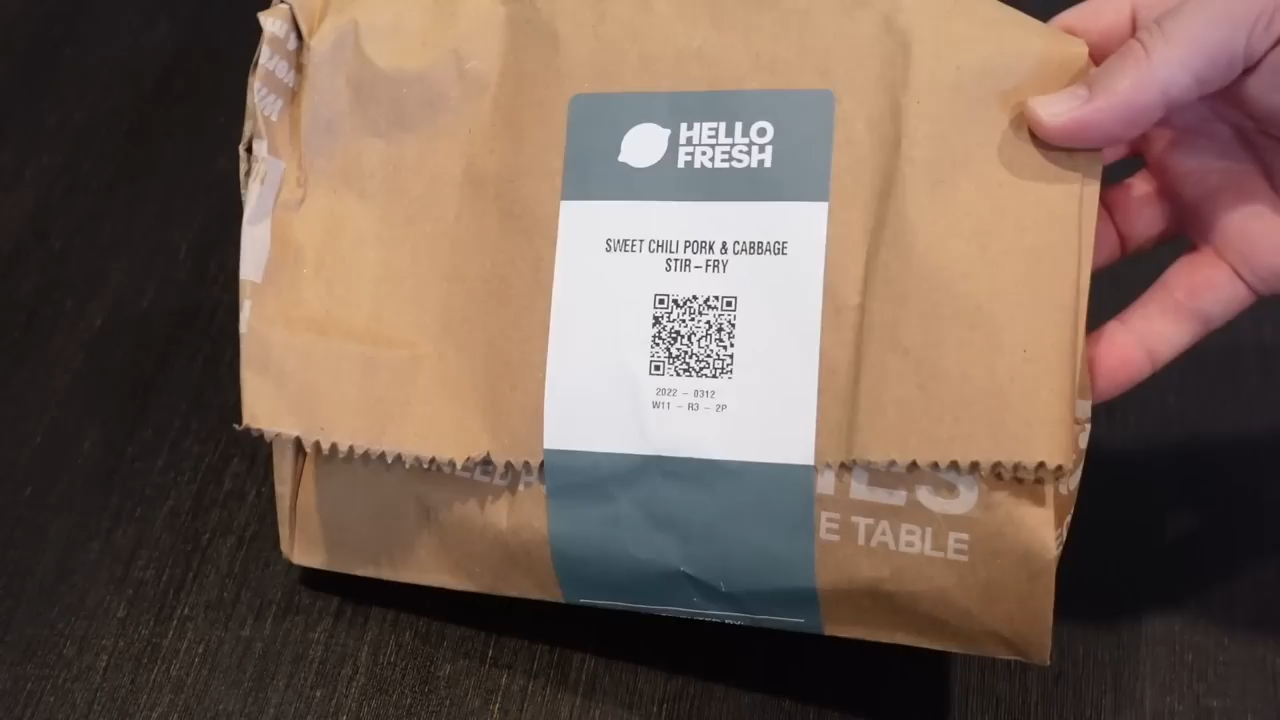 HELLO
FRESH
SWEET CHILI PORK & CABBAGE
STIR-FRY
2022 - 0312
W11 - R3 - 2P
E TABLE